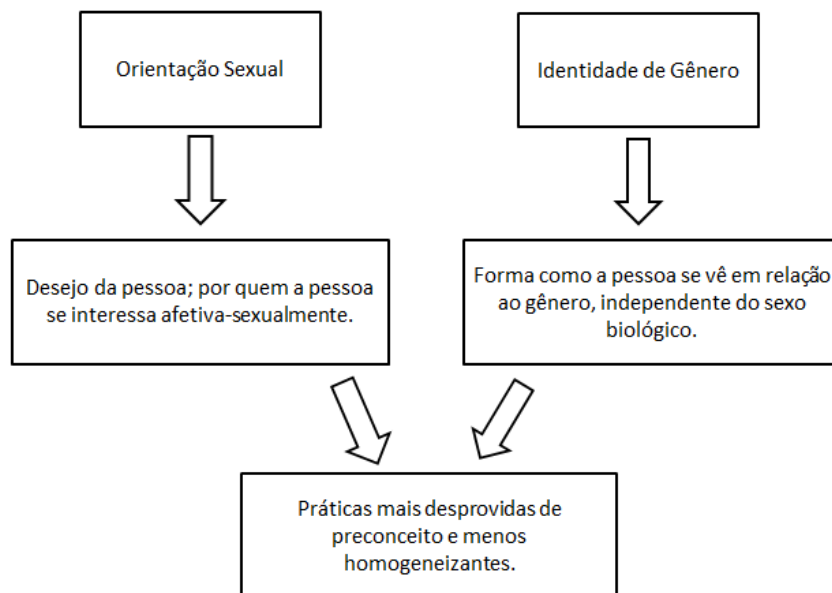 Orientação Sexual
Identidade de Gênero
Desejo da pessoa; por quem a pessoa
se interessa afetiva-sexualmente.
Forma como a pessoa se vê em relação
ao gênero, independente do sexo
biológico.
Práticas mais desprovidas de
preconceito e menos
homogeneizantes.